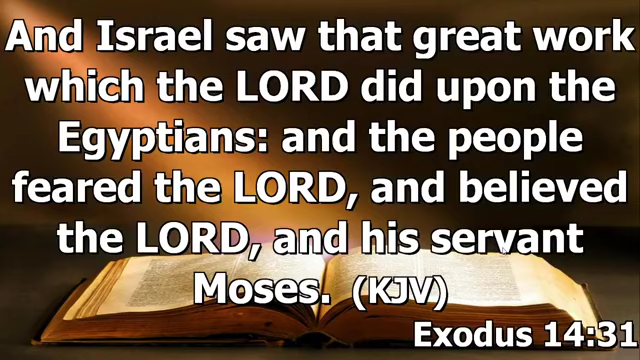 And Israel saw that great work
which the LORD did upon the
Egyptians: and the people
feared the LORD, and believed
the LORD, and his servant
Moses. (KJV)
Exodus 14:31